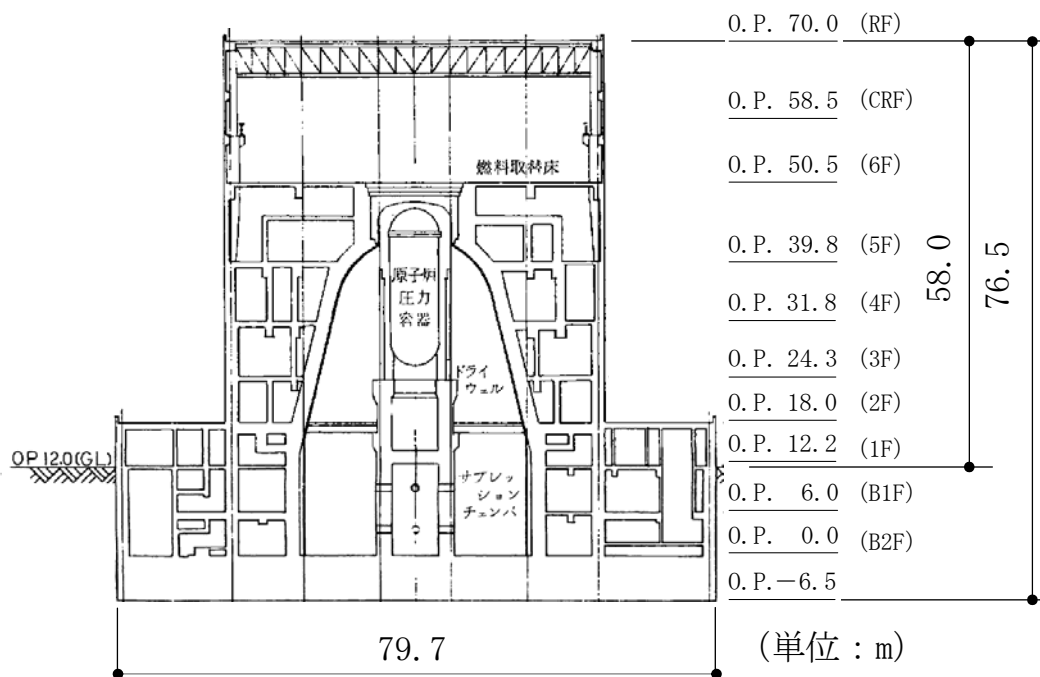 O.P. 70.0 (RF)
O.P. 58.5 (CRF)
燃料取替床
O.P. 50.5 (6F)
O.P. 39.8 (5F)
58.0
76.5
原子炉
圧力
容器
O.P. 31.8 (4F)
O.P. 24.3 (3F)
ドライ
ウェル
O.P. 18.0 (2F)
O.P. 12.2 (1F)
OP 12.0(GL)
サプレッ
ション
チェンバ
O.P. 6.0 (B1F)
O.P. 0.0 (B2F)
O.P.−6.5
79.7
(単位：m)